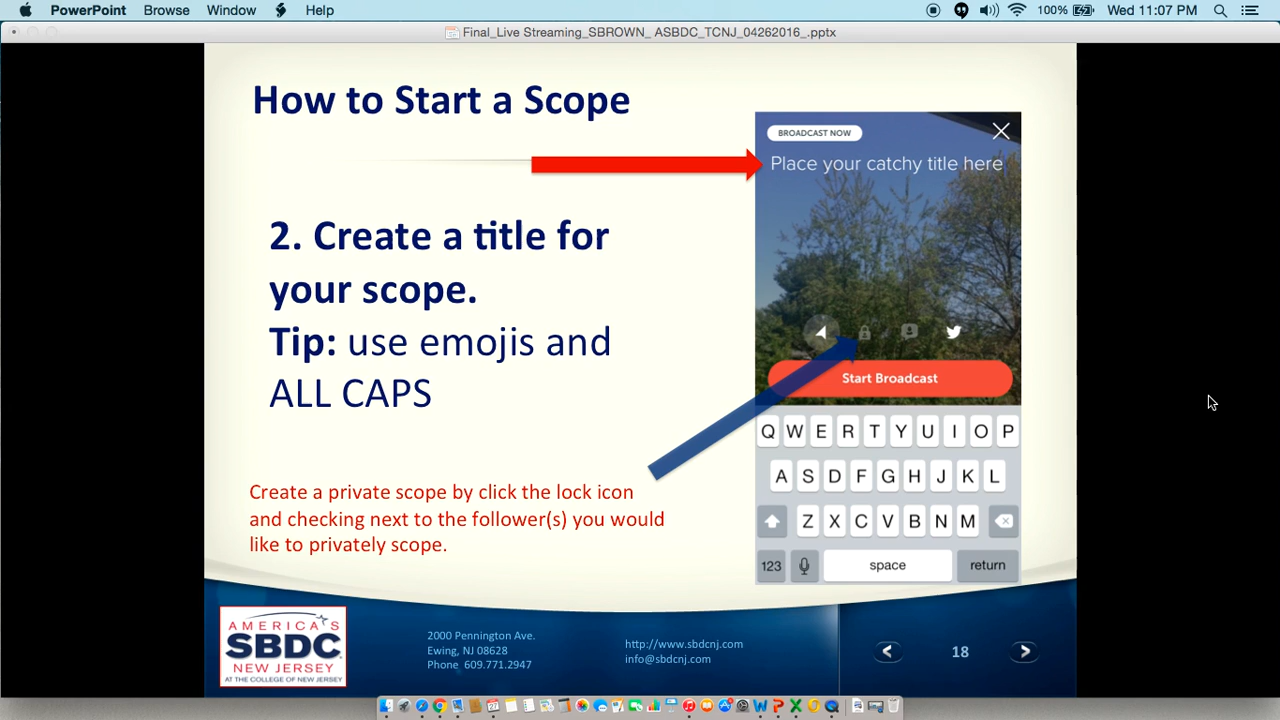 PowerPoint Browse Window Help
100% Wed 11:07 PM
Final_Live Streaming_SBROWN_ ASBDC_TCNJ_04262016_.pptx
How to Start a Scope
BROADCAST NOW
Place your catchy title here
2. Create a title for
your scope.
Tip: use emojis and
ALL CAPS
Start Broadcast
Q W E R T Y U I O P
A S D F G H J K L
Z X C V B N M
123 space return
Create a private scope by click the lock icon
and checking next to the follower(s) you would
like to privately scope.
AMERICA'S
SBDC
NEW JERSEY
AT THE COLLEGE OF NEW JERSEY
2000 Pennington Ave.
Ewing, NJ 08628
Phone 609.771.2947
http://www.sbdcnj.com
info@sbdcnj.com
< 18 >